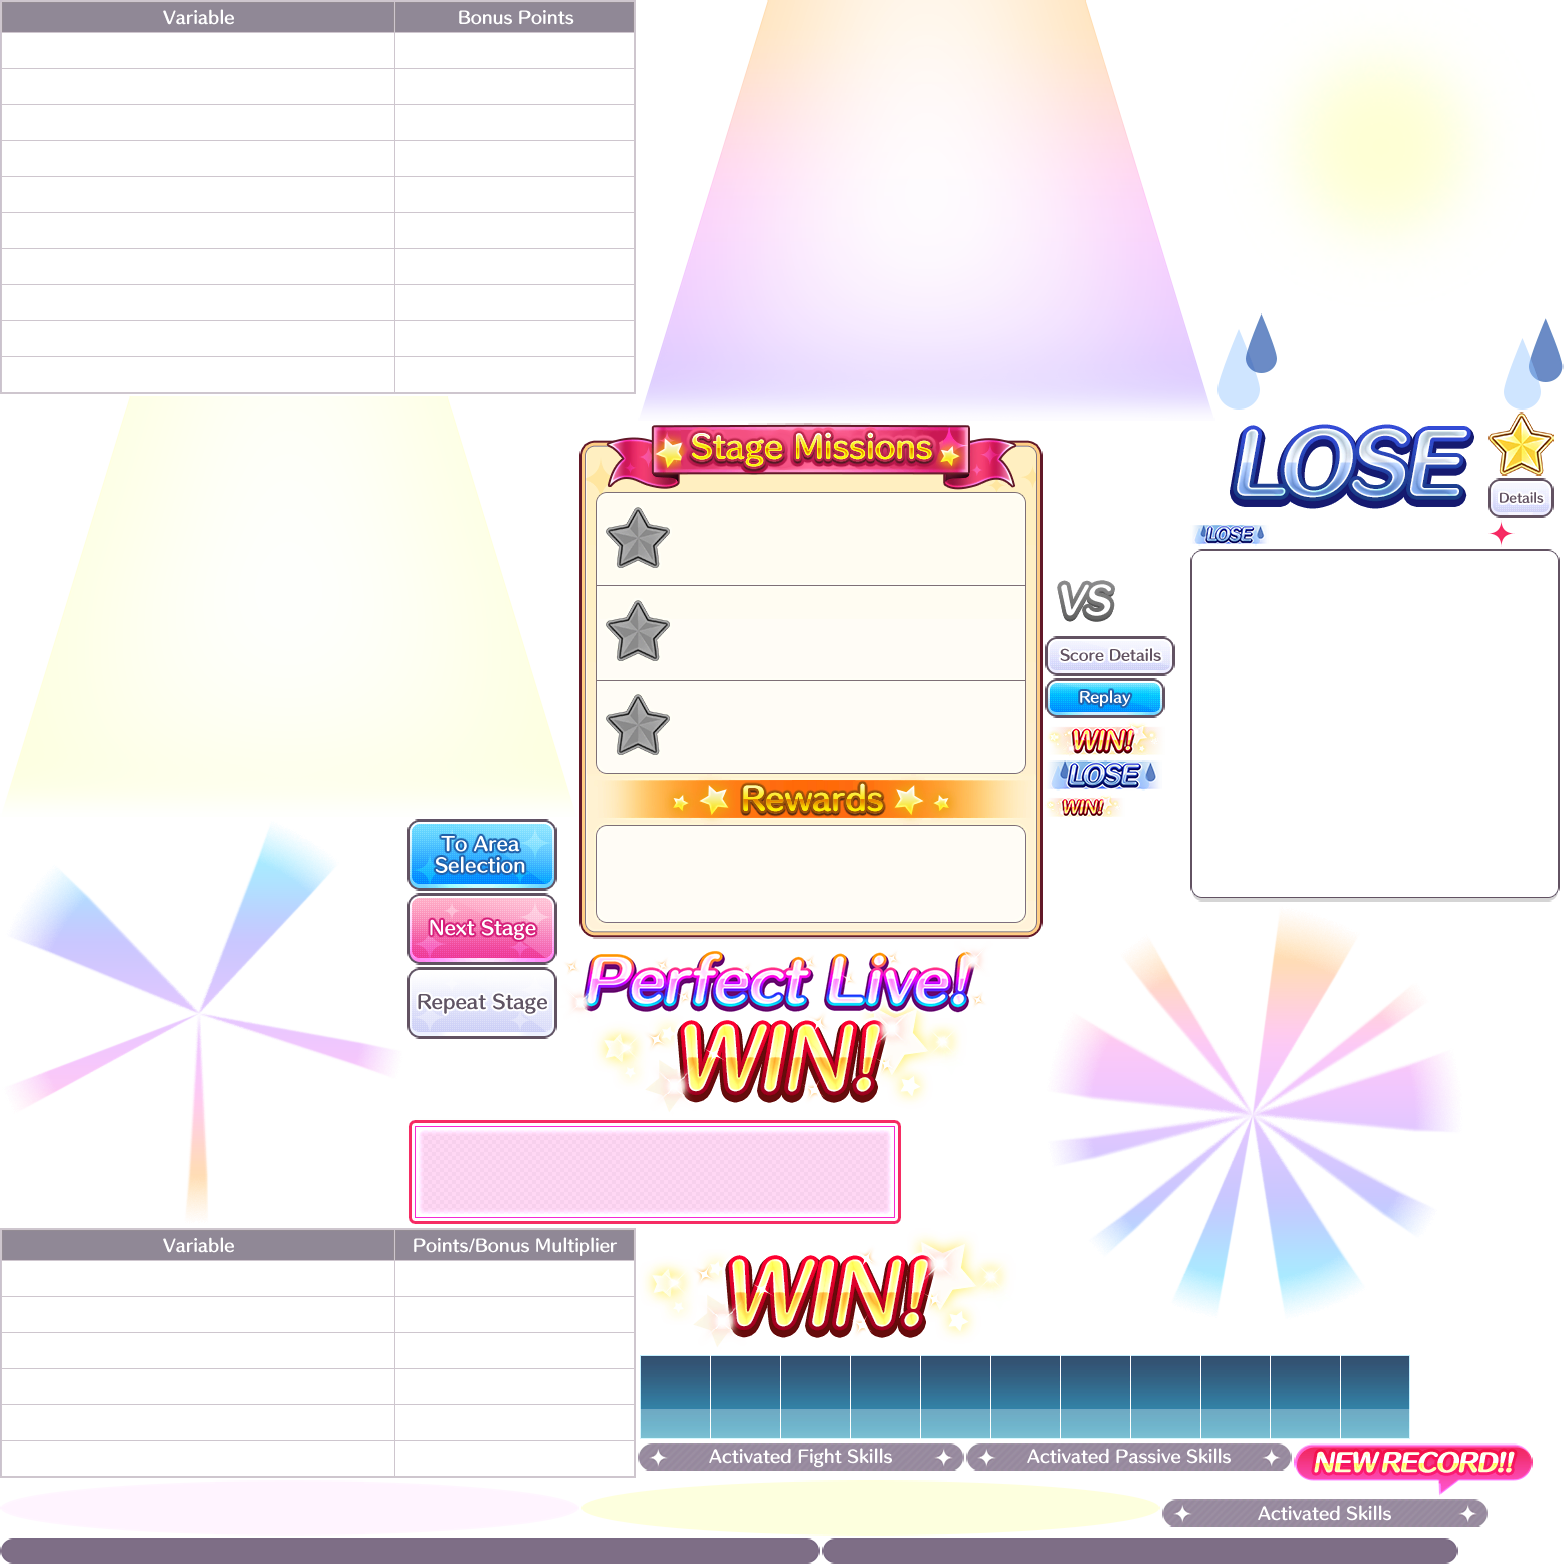 Variable
Bonus Points
Stage Missions
LOSE
Details
LOSE
VS
Score Details
Replay
WIN!
LOSE
WIN!
Rewards
To Area
Selection
Next Stage
Repeat Stage
Perfect Live!
WIN!
Variable
Points/Bonus Multiplier
WIN!
Activated Fight Skills
Activated Passive Skills
NEW RECORD!!
Activated Skills